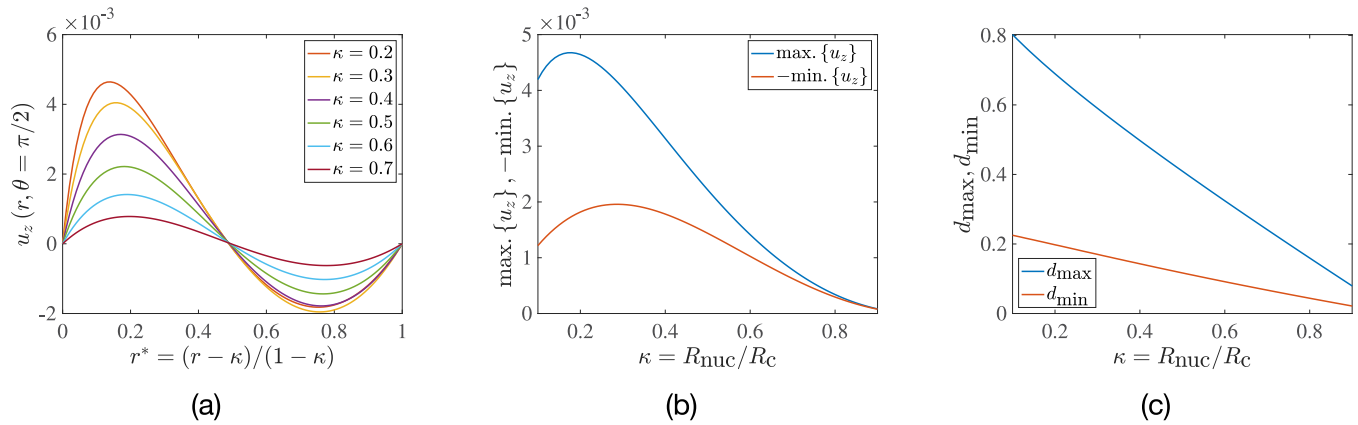 ×10⁻³
6
4
2
0
-2
u_z(r, θ = π/2)
κ = 0.2
κ = 0.3
κ = 0.4
κ = 0.5
κ = 0.6
κ = 0.7
0 0.2 0.4 0.6 0.8 1
r* = (r − κ)/(1 − κ)
(a)
×10⁻³
5
4
3
2
1
0
max. {u_z}, −min. {u_z}
max. {u_z}
−min. {u_z}
0.2 0.4 0.6 0.8
κ = R_nuc/R_c
(b)
0.8
0.6
0.4
0.2
0
d_max, d_min
d_max
d_min
0.2 0.4 0.6 0.8
κ = R_nuc/R_c
(c)